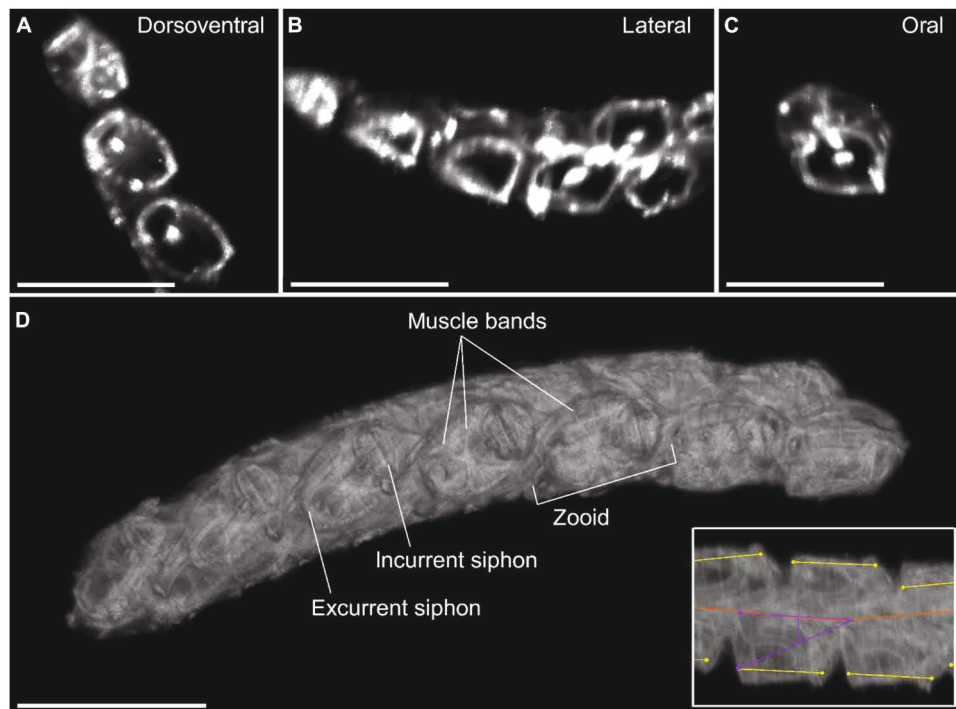 A Dorsoventral
B Lateral
C Oral
D
Muscle bands
Zooid
Incurrent siphon
Excurrent siphon